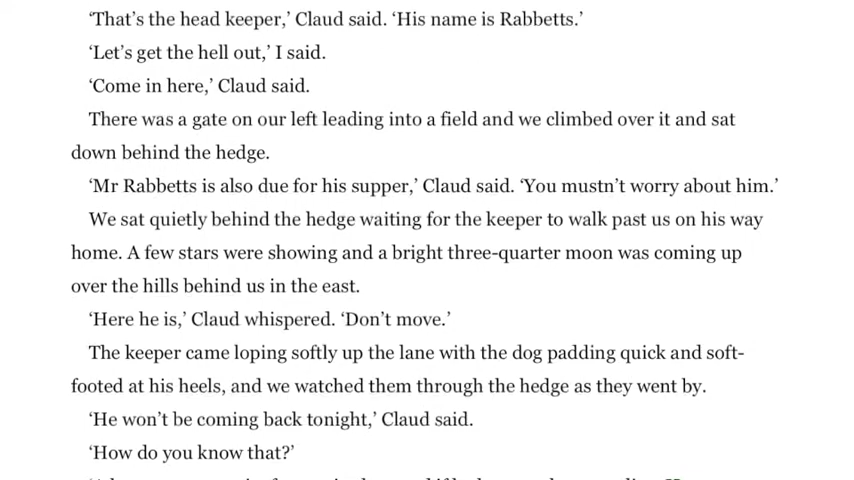 ‘That’s the head keeper,’ Claud said. ‘His name is Rabbetts.’
‘Let’s get the hell out,’ I said.
‘Come in here,’ Claud said.
There was a gate on our left leading into a field and we climbed over it and sat
down behind the hedge.
‘Mr Rabbetts is also due for his supper,’ Claud said. ‘You mustn’t worry about him.’
We sat quietly behind the hedge waiting for the keeper to walk past us on his way
home. A few stars were showing and a bright three-quarter moon was coming up
over the hills behind us in the east.
‘Here he is,’ Claud whispered. ‘Don’t move.’
The keeper came loping softly up the lane with the dog padding quick and soft-
footed at his heels, and we watched them through the hedge as they went by.
‘He won’t be coming back tonight,’ Claud said.
‘How do you know that?’